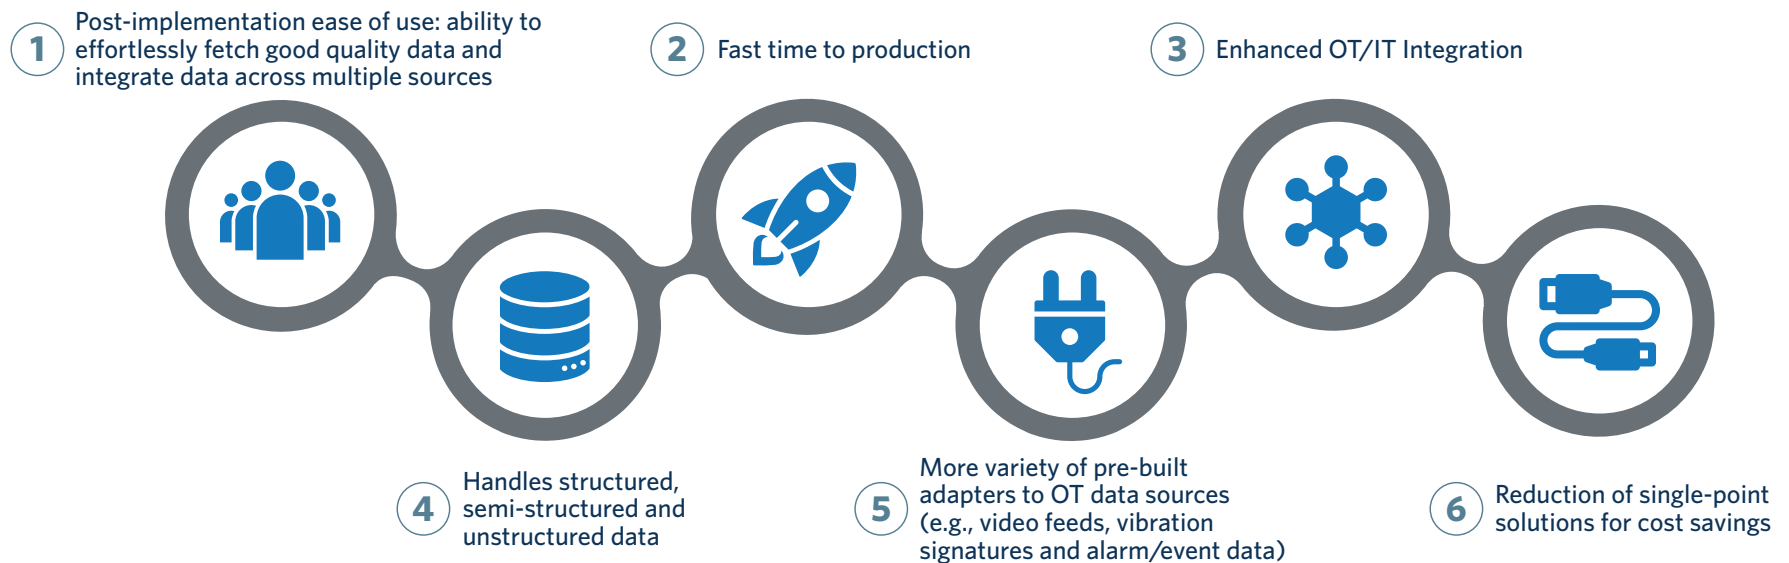 1
Post-implementation ease of use: ability to
effortlessly fetch good quality data and
integrate data across multiple sources
2
Fast time to production
3
Enhanced OT/IT Integration
4
Handles structured,
semi-structured and
unstructured data
5
More variety of pre-built
adapters to OT data sources
(e.g., video feeds, vibration
signatures and alarm/event data)
6
Reduction of single-point
solutions for cost savings